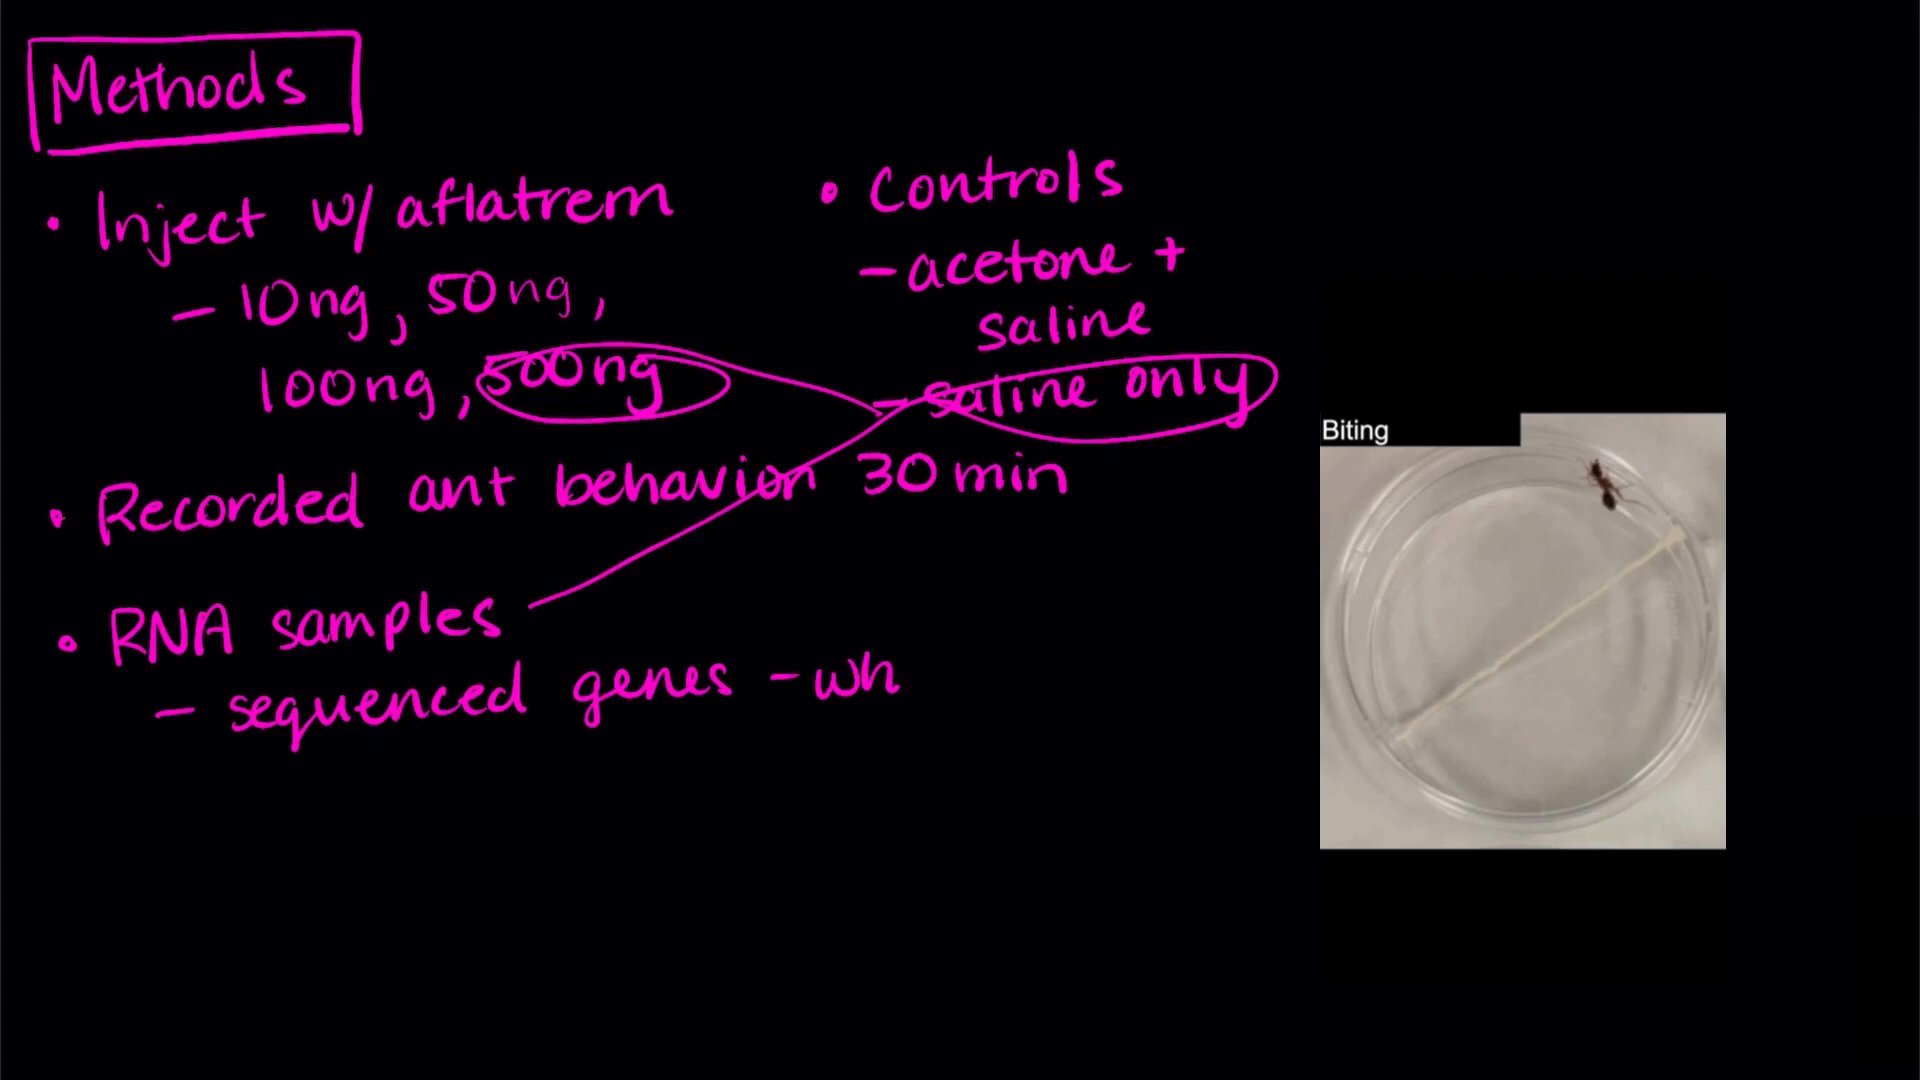 Methods
• Inject w/ aflatrem
- 10ng, 50ng,
100ng, 500ng
• Controls
- acetone +
saline
- saline only
• Recorded ant behavior 30 min
• RNA samples
- sequenced genes - wh
Biting